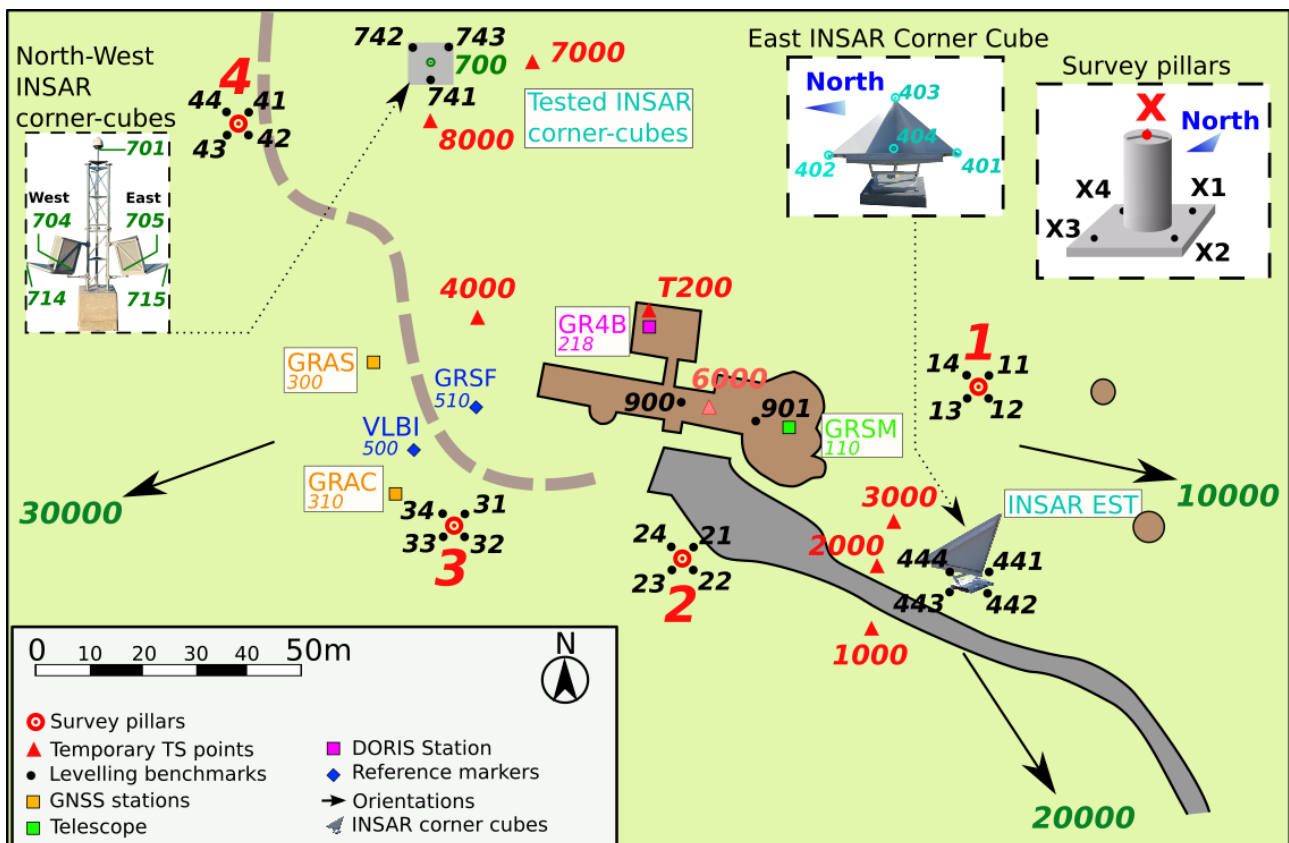 North-West
INSAR
corner-cubes
701
West East
704 705
714 715
4
44 41
43 42
742 743
700
741
7000
8000
Tested INSAR
corner-cubes
East INSAR Corner Cube
North
403
404
402 401
Survey pillars
X
North
X4 X1
X3 X2
4000
T200
GR4B
218
GRAS
300
GRSF
510
VLBI
500
GRAC
310
6000
900
901
GRSM
110
1
14 11
13 12
30000
10000
34 31
33 32
3
24 21
23 22
2
3000
2000
1000
INSAR EST
444 441
443 442
20000
0 10 20 30 40 50m
N
Survey pillars
Temporary TS points
Levelling benchmarks
GNSS stations
Telescope
DORIS Station
Reference markers
Orientations
INSAR corner cubes